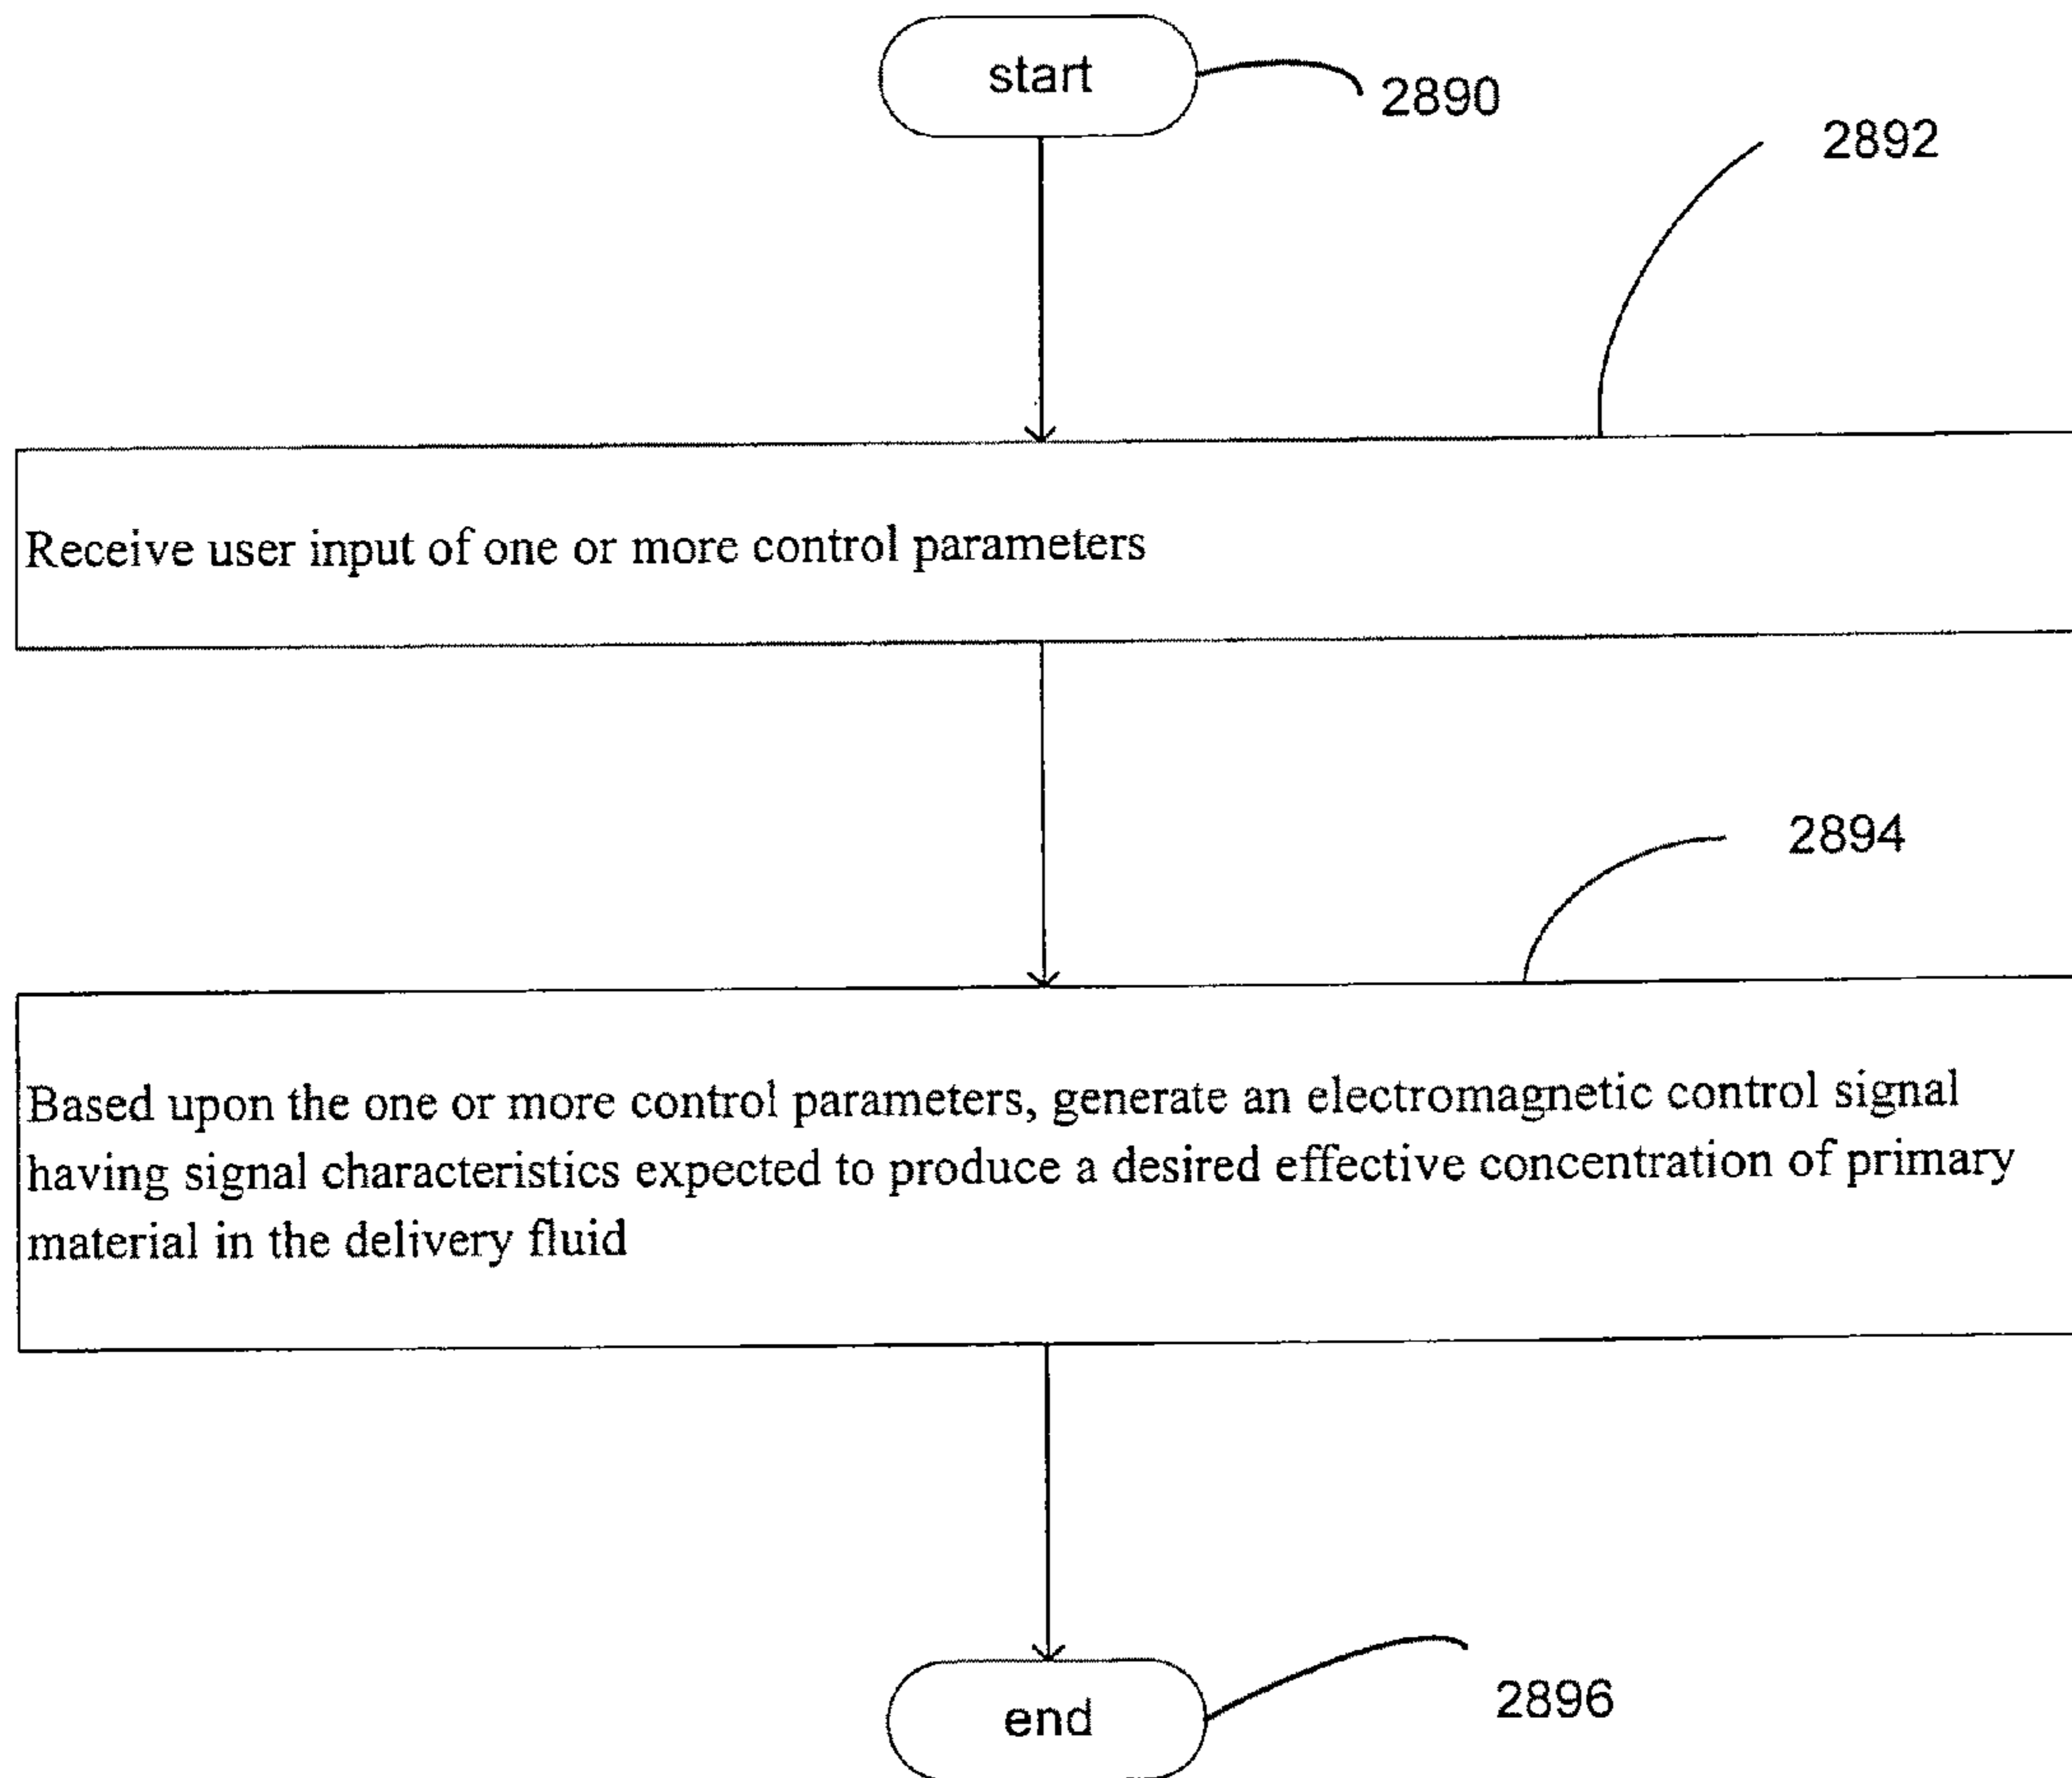 start
2890
2892
Receive user input of one or more control parameters
2894
Based upon the one or more control parameters, generate an electromagnetic control signal
having signal characteristics expected to produce a desired effective concentration of primary
material in the delivery fluid
end
2896